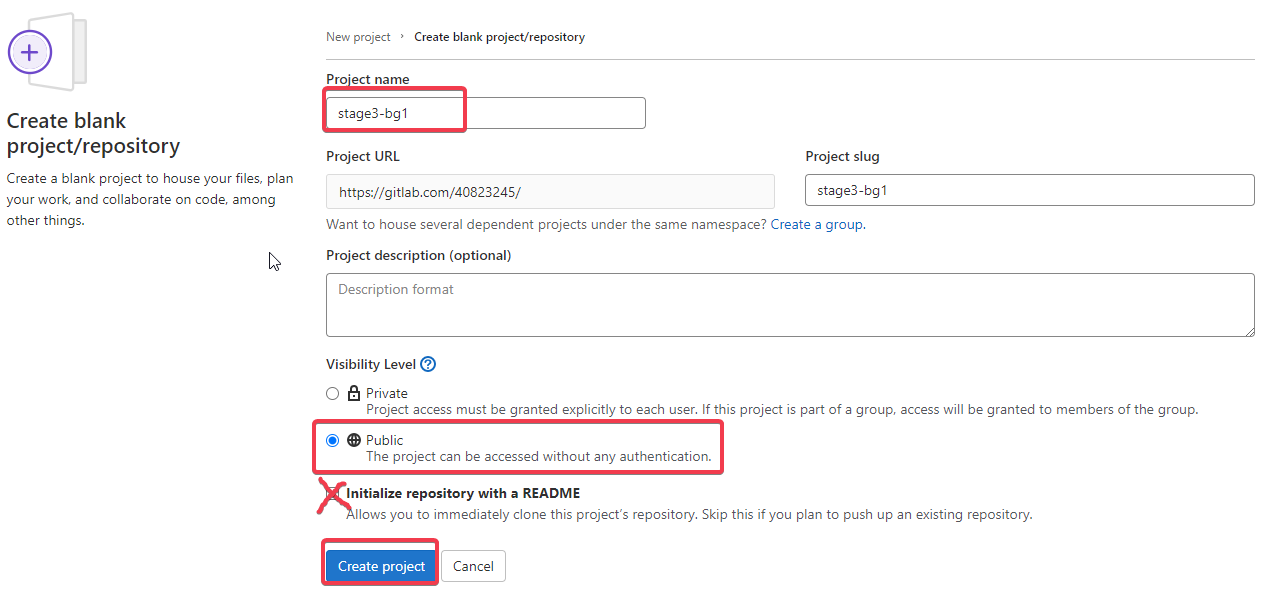 New project › Create blank project/repository
Project name
stage3-bg1
Create blank
project/repository
Create a blank project to house your files, plan
your work, and collaborate on code, among
other things.
Project URL
Project slug
https://gitlab.com/40823245/
stage3-bg1
Want to house several dependent projects under the same namespace? Create a group.
Project description (optional)
Description format
Visibility Level ?
Private
Project access must be granted explicitly to each user. If this project is part of a group, access will be granted to members of the group.
Public
The project can be accessed without any authentication.
Initialize repository with a README
Allows you to immediately clone this project’s repository. Skip this if you plan to push up an existing repository.
Create project
Cancel